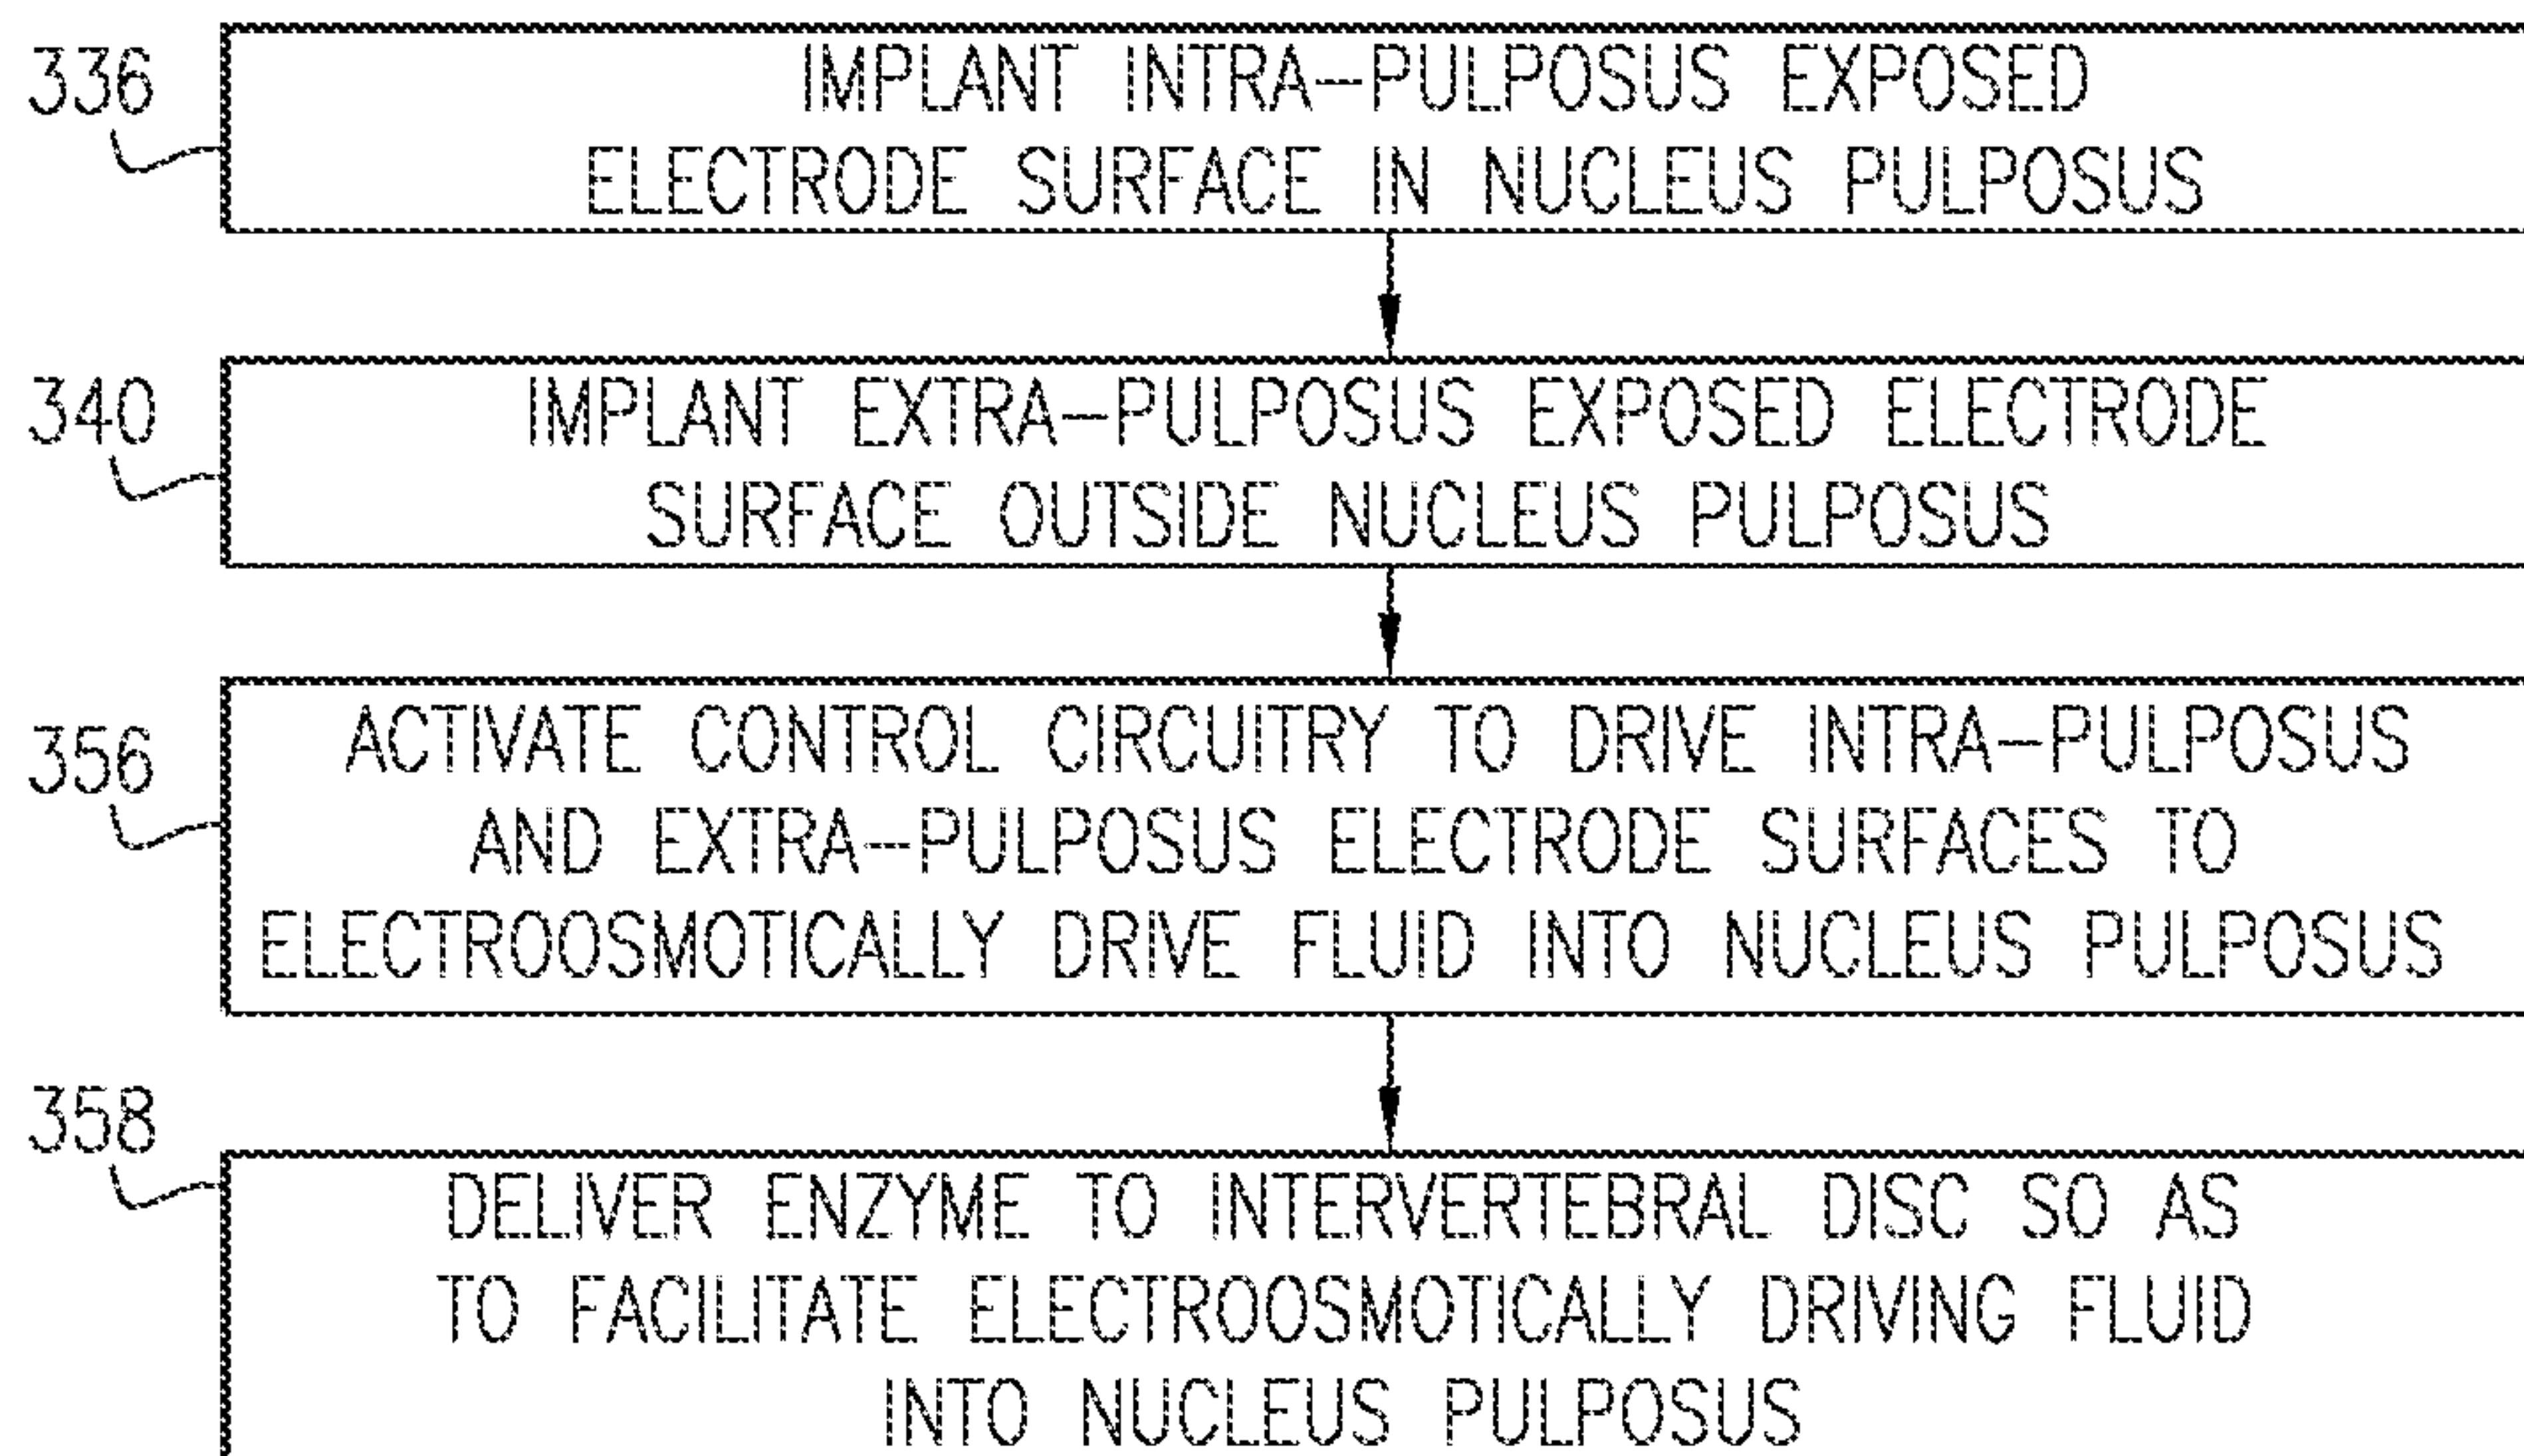 336
IMPLANT INTRA-PULPOSUS EXPOSED
ELECTRODE SURFACE IN NUCLEUS PULPOSUS
340
IMPLANT EXTRA-PULPOSUS EXPOSED ELECTRODE
SURFACE OUTSIDE NUCLEUS PULPOSUS
356
ACTIVATE CONTROL CIRCUITRY TO DRIVE INTRA-PULPOSUS
AND EXTRA-PULPOSUS ELECTRODE SURFACES TO
ELECTROOSMOTICALLY DRIVE FLUID INTO NUCLEUS PULPOSUS
358
DELIVER ENZYME TO INTERVERTEBRAL DISC SO AS
TO FACILITATE ELECTROOSMOTICALLY DRIVING FLUID
INTO NUCLEUS PULPOSUS